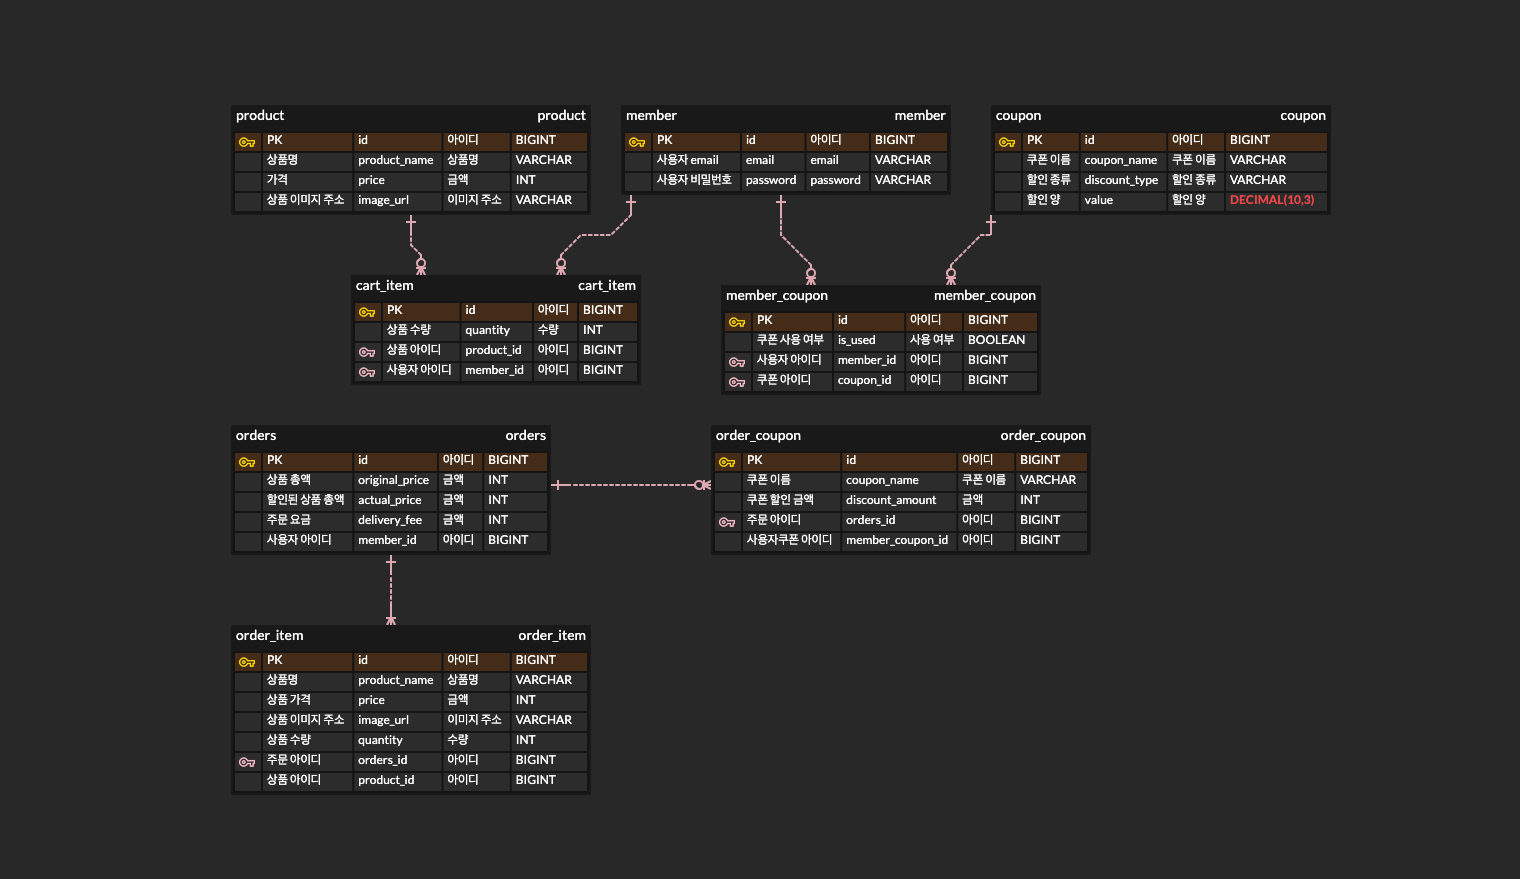 product product
PK id 아이디 BIGINT
상품명 product_name 상품명 VARCHAR
가격 price 금액 INT
상품 이미지 주소 image_url 이미지 주소 VARCHAR
member member
PK id 아이디 BIGINT
사용자 email email email VARCHAR
사용자 비밀번호 password password VARCHAR
coupon coupon
PK id 아이디 BIGINT
쿠폰 이름 coupon_name 쿠폰 이름 VARCHAR
할인 종류 discount_type 할인 종류 VARCHAR
할인 양 value 할인 양 DECIMAL(10,3)
cart_item cart_item
PK id 아이디 BIGINT
상품 수량 quantity 수량 INT
상품 아이디 product_id 아이디 BIGINT
사용자 아이디 member_id 아이디 BIGINT
member_coupon member_coupon
PK id 아이디 BIGINT
쿠폰 사용 여부 is_used 사용 여부 BOOLEAN
사용자 아이디 member_id 아이디 BIGINT
쿠폰 아이디 coupon_id 아이디 BIGINT
orders orders
PK id 아이디 BIGINT
상품 총액 original_price 금액 INT
할인된 상품 총액 actual_price 금액 INT
주문 요금 delivery_fee 금액 INT
사용자 아이디 member_id 아이디 BIGINT
order_coupon order_coupon
PK id 아이디 BIGINT
쿠폰 이름 coupon_name 쿠폰 이름 VARCHAR
쿠폰 할인 금액 discount_amount 금액 INT
주문 아이디 orders_id 아이디 BIGINT
사용자쿠폰 아이디 member_coupon_id 아이디 BIGINT
order_item order_item
PK id 아이디 BIGINT
상품명 product_name 상품명 VARCHAR
상품 가격 price 금액 INT
상품 이미지 주소 image_url 이미지 주소 VARCHAR
상품 수량 quantity 수량 INT
주문 아이디 orders_id 아이디 BIGINT
상품 아이디 product_id 아이디 BIGINT